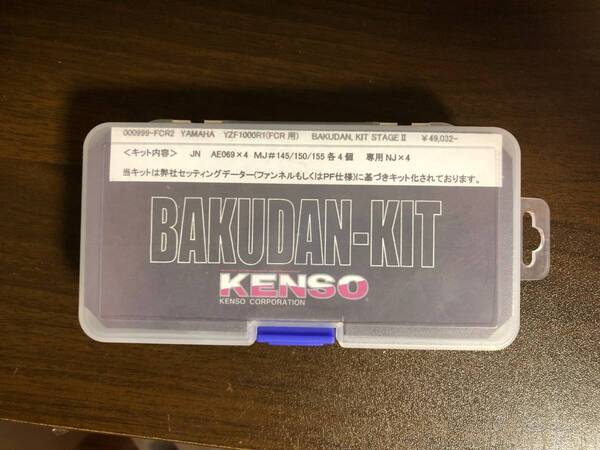 000999-FCR2 YAMAHA YZF1000R1(FCR用) BAKUDAN, KIT STAGE Ⅱ ¥49,032-
＜キット内容＞ JN AE069×4 MJ#145/150/155 各4個 専用NJ×4
当キットは弊社セッティングデーター(ファンネルもしくはPF仕様)に基づきキット化されております。
BAKUDAN-KIT
KENSO
KENSO CORPORATION